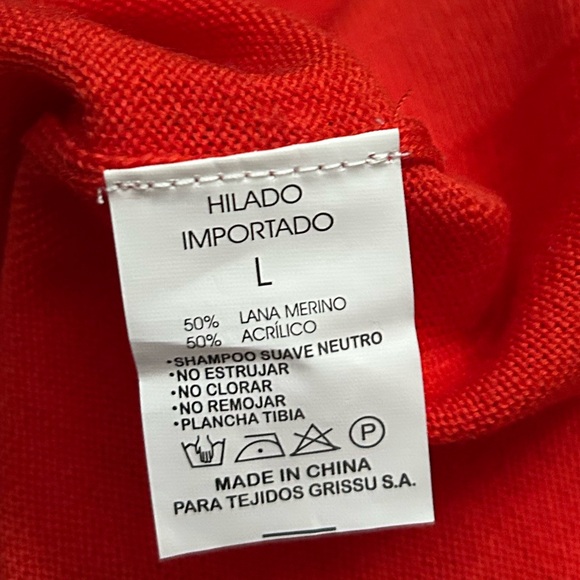 HILADO
IMPORTADO
L
50% LANA MERINO
50% ACRÍLICO
•SHAMPOO SUAVE NEUTRO
•NO ESTRUJAR
•NO CLORAR
•NO REMOJAR
•PLANCHA TIBIA
P
MADE IN CHINA
PARA TEJIDOS GRISSU S.A.